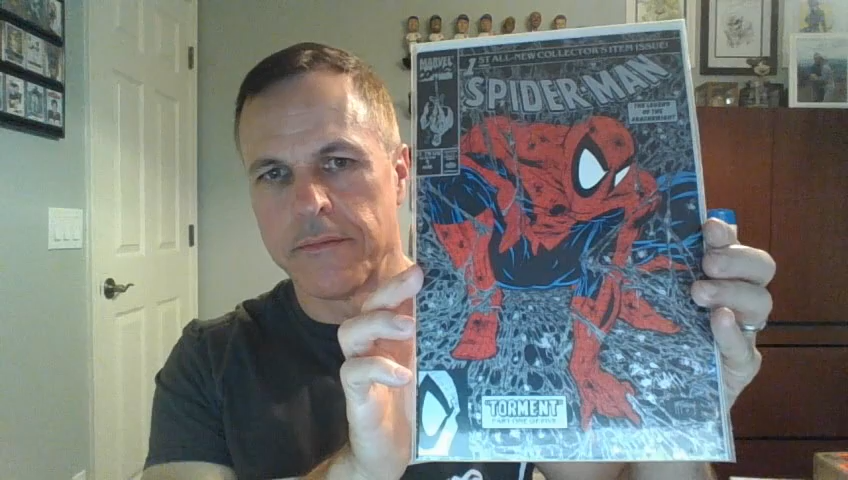 1ST ALL-NEW COLLECTOR'S ITEM ISSUE!
MARVEL
COMICS
SPIDER-MAN
THE LEGEND
OF THE
ARACHKNIGHT
TORMENT
PART ONE OF FIVE